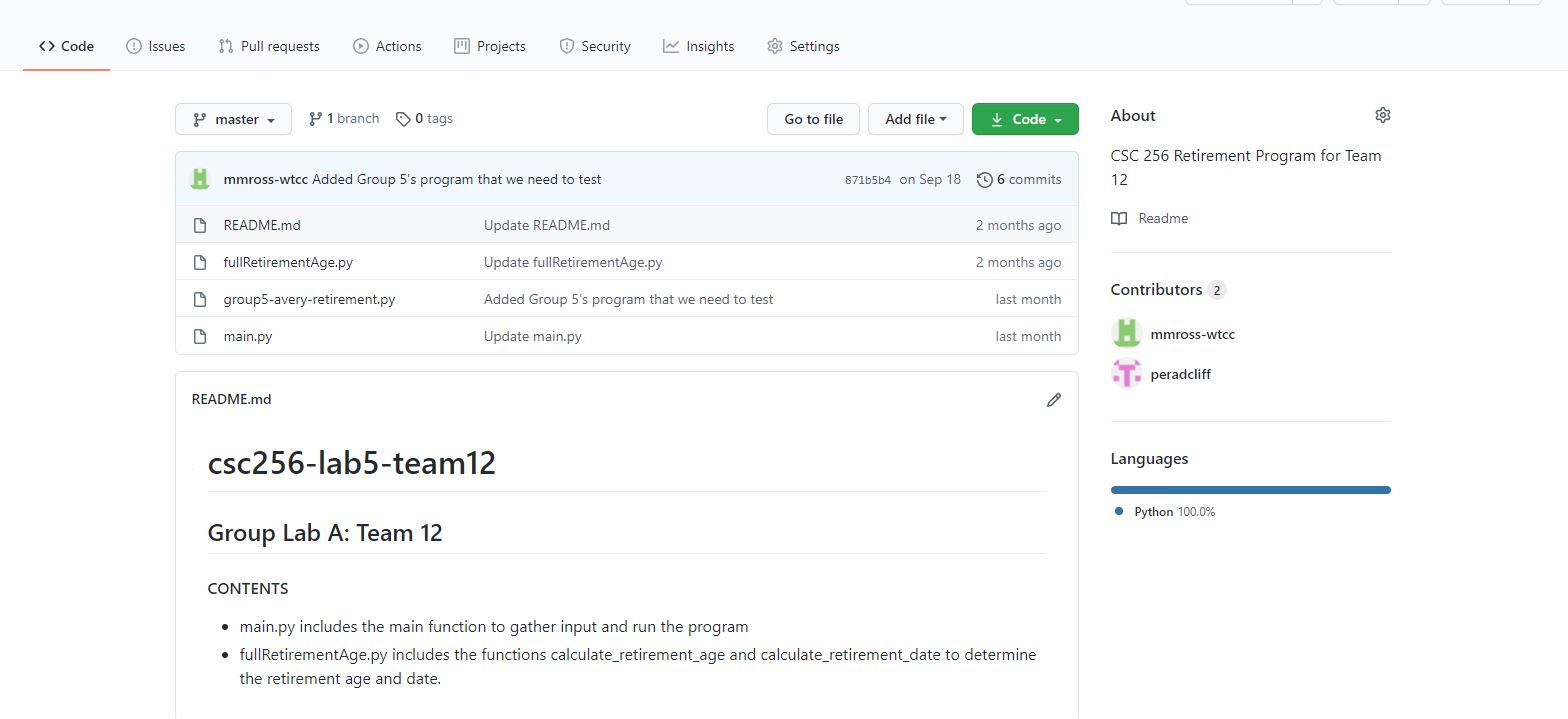 Code Issues Pull requests Actions Projects Security Insights Settings
master 1 branch 0 tags Go to file Add file Code
mmross-wtcc Added Group 5's program that we need to test 871b5b4 on Sep 18 6 commits
README.md Update README.md 2 months ago
fullRetirementAge.py Update fullRetirementAge.py 2 months ago
group5-avery-retirement.py Added Group 5's program that we need to test last month
main.py Update main.py last month
README.md
csc256-lab5-team12
Group Lab A: Team 12
CONTENTS
main.py includes the main function to gather input and run the program
fullRetirementAge.py includes the functions calculate_retirement_age and calculate_retirement_date to determine
the retirement age and date.
About
CSC 256 Retirement Program for Team
12
Readme
Contributors 2
mmross-wtcc
peradcliff
Languages
Python 100.0%